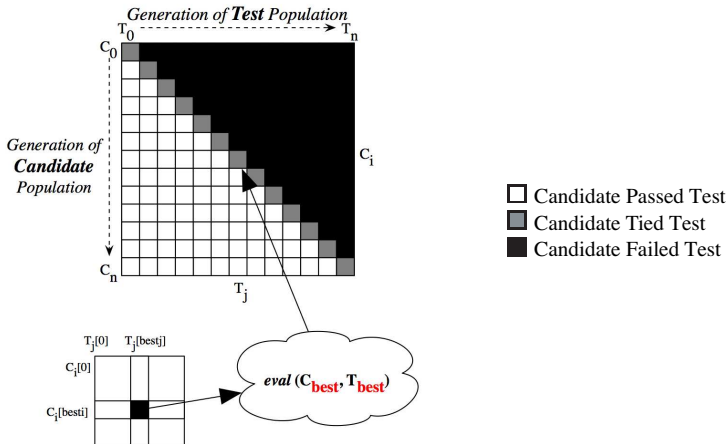 Generation of Test Population
T0 Tn
C0
Generation of
Candidate
Population
Ci
Cn
Tj
Candidate Passed Test
Candidate Tied Test
Candidate Failed Test
Tj[0] Tj[bestj]
Ci[0]
Ci[besti]
eval (Cbest, Tbest)